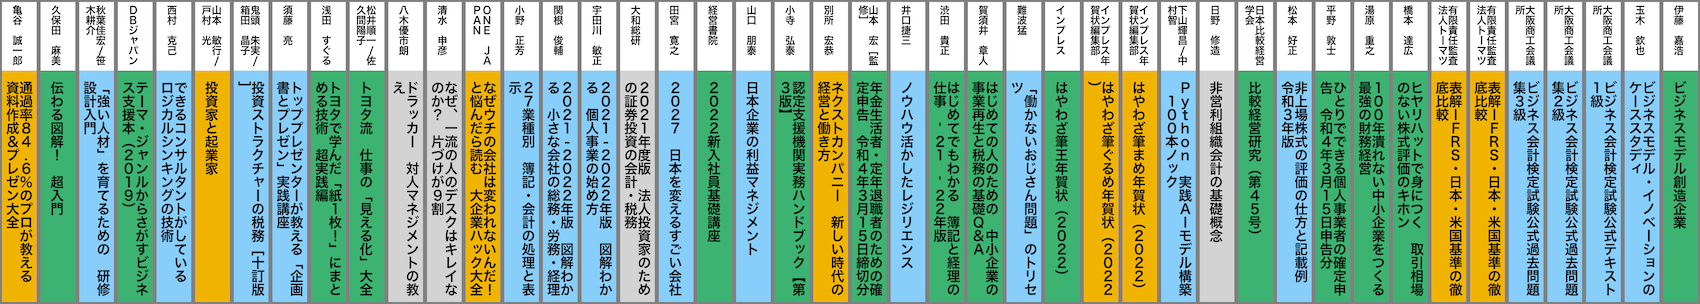 伊藤 嘉浩
ビジネスモデル創造企業
玉木 欽也
ビジネスモデル・イノベーションの
ケーススタディ
大阪商工会議
所
ビジネス会計検定試験公式テキスト
1級
大阪商工会議
所
ビジネス会計検定試験公式過去問題
集2級
大阪商工会議
所
ビジネス会計検定試験公式過去問題
集3級
有限責任監査
法人トーマツ
表解IFRS・日本・米国基準の徹
底比較
有限責任監査
法人トーマツ
表解IFRS・日本・米国基準の徹
底比較
橋本 達広
ヒヤリハットで身につく 取引相場
のない株式評価のキホン
湯原 重之
100年潰れない中小企業をつくる
最強の財務経営
平野 敦士
ひとりでできる個人事業者の確定申
告 令和4年3月15日申告分
松本 好正
非上場株式の評価の仕方と記載例
令和3年版
日本比較経営
学会
比較経営研究（第45号）
日野 修造
非営利組織会計の基礎概念
下山輝昌/中
村智
Python 実践AIモデル構築
100本ノック
インプレス年
賀状編集部
はやわざ筆まめ年賀状（2022）
インプレス年
賀状編集部
はやわざ筆ぐるめ年賀状（2022
）
インプレス
はやわざ筆王年賀状（2022）
難波猛
「働かないおじさん問題」のトリセ
ツ
賀須井 章人
はじめての人のための 中小企業の
事業再生と税務の基礎Q&A
渋田 貴正
はじめてでもわかる 簿記と経理の
仕事 '21-'22年版
井口捷三
ノウハウ活かしたレジリエンス
山本 宏【監
修】
年金生活者・定年退職者のための確
定申告 令和4年3月15日締切分
別所 宏恭
ネクストカンパニー 新しい時代の
経営と働き方
小寺 弘泰
認定支援機関実務ハンドブック【第
3版】
山口 朋泰
日本企業の利益マネジメント
経営書院
2022新入社員基礎講座
田宮 寛之
2027 日本を変えるすごい会社
大和総研
2021年度版 法人投資家のため
の証券投資の会計・税務
宇田川 敏正
2021-2022年版 図解わか
る 個人事業の始め方
関根 俊輔
2021-2022年版 図解わか
る 小さな会社の総務・労務・経理
小野 正芳
27業種別 簿記・会計の処理と表
示
ONE JA
PAN
なぜウチの会社は変われないんだ！
と悩んだら読む 大企業ハック大全
清水 申彦
なぜ、一流の人のデスクはキレイな
のか？ 片づけが9割
八木優市朗
ドラッカー 対人マネジメントの教
え
松井順一/佐
久間陽子
トヨタ流 仕事の「見える化」大全
浅田 すぐる
トヨタで学んだ「紙1枚！」にまと
める技術 超実践編
須藤 亮
トッププレゼンターが教える「企画
書とプレゼン」実践講座
鬼頭 朱実/
箱田 晶子
投資ストラクチャーの税務【十訂版
】
山本 敏行/
戸村 光
投資家と起業家
西村 克己
できるコンサルタントがしている
ロジカルシンキングの技術
DBジャパン
テーマ・ジャンルからさがすビジネ
ス支援本（2019）
秋葉佳宏/笹
木耕介
「強い人材」を育てるための 研修
設計入門
久保田 麻美
伝わる図解！ 超入門
亀谷 誠一郎
通過率84.6%のプロが教える
資料作成&プレゼン大全